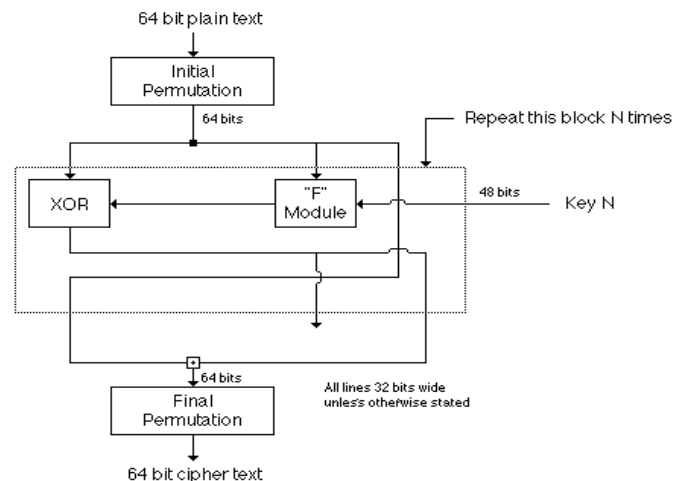 64 bit plain text
Initial
Permutation
64 bits
Repeat this block N times
XOR
"F"
Module
48 bits
Key N
64 bits
All lines 32 bits wide
unless otherwise stated
Final
Permutation
64 bit cipher text